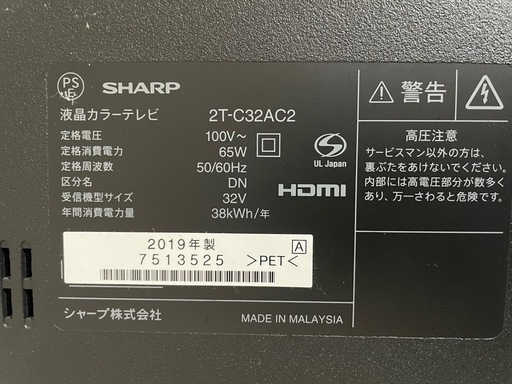 PS
E
SHARP
液晶カラーテレビ 2T-C32AC2
定格電圧 100V~
定格消費電力 65W
定格周波数 50/60Hz
区分名 DN
受信機型サイズ 32V
年間消費電力量 38kWh/年
UL Japan
HDMI
2019年製
7513525 >PET< A
シャープ株式会社 MADE IN MALAYSIA
警告
高圧注意
サービスマン以外の方は、
裏ぶたをあけないでください。
内部には高電圧部分が数多く
あり、万一さわると危険です。